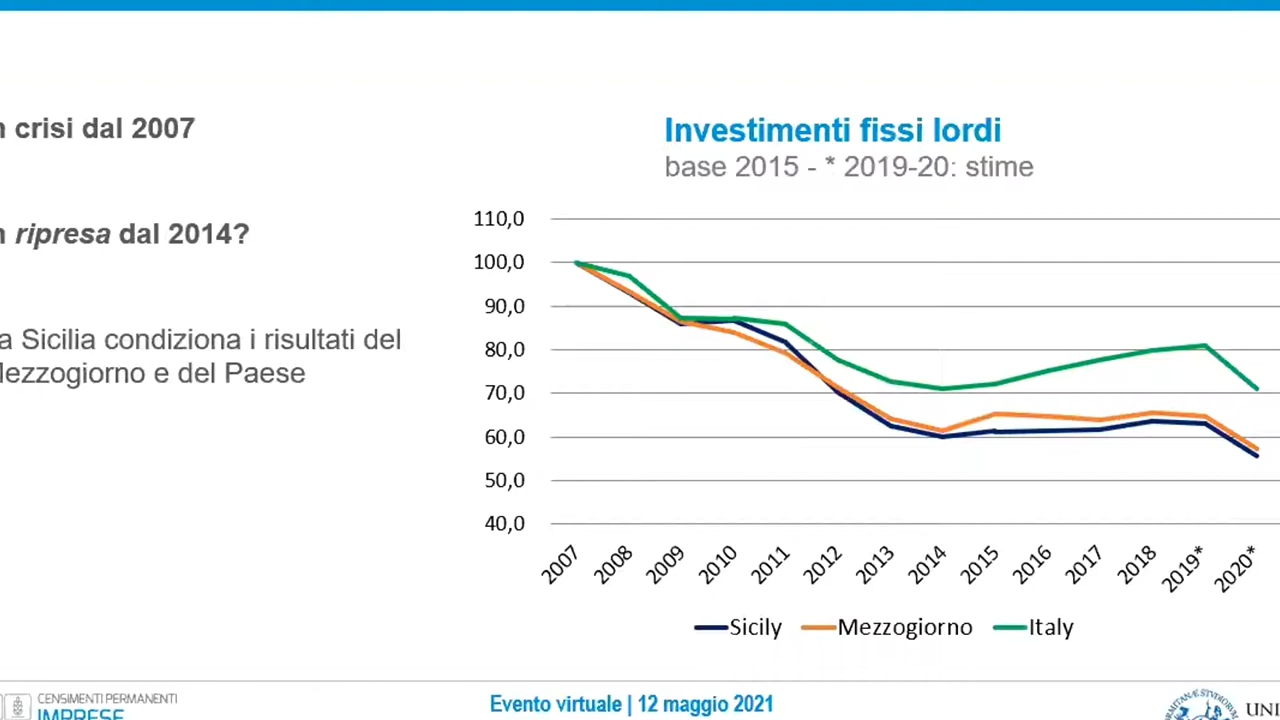 n crisi dal 2007
n ripresa dal 2014?
a Sicilia condiziona i risultati del
Mezzogiorno e del Paese
Investimenti fissi lordi
base 2015 - * 2019-20: stime
110,0
100,0
90,0
80,0
70,0
60,0
50,0
40,0
2007 2008 2009 2010 2011 2012 2013 2014 2015 2016 2017 2018 2019* 2020*
Sicily Mezzogiorno Italy
CENSIMENTI PERMANENTI
IMPRESE
Evento virtuale | 12 maggio 2021
UNI